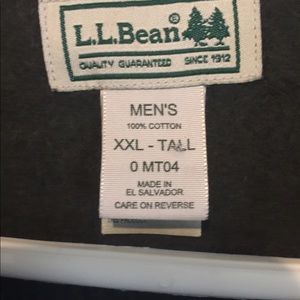 L.L.Bean®
QUALITY GUARANTEED SINCE 1912
MEN'S
100% COTTON
XXL - TALL
0 MT04
MADE IN
EL SALVADOR
CARE ON REVERSE